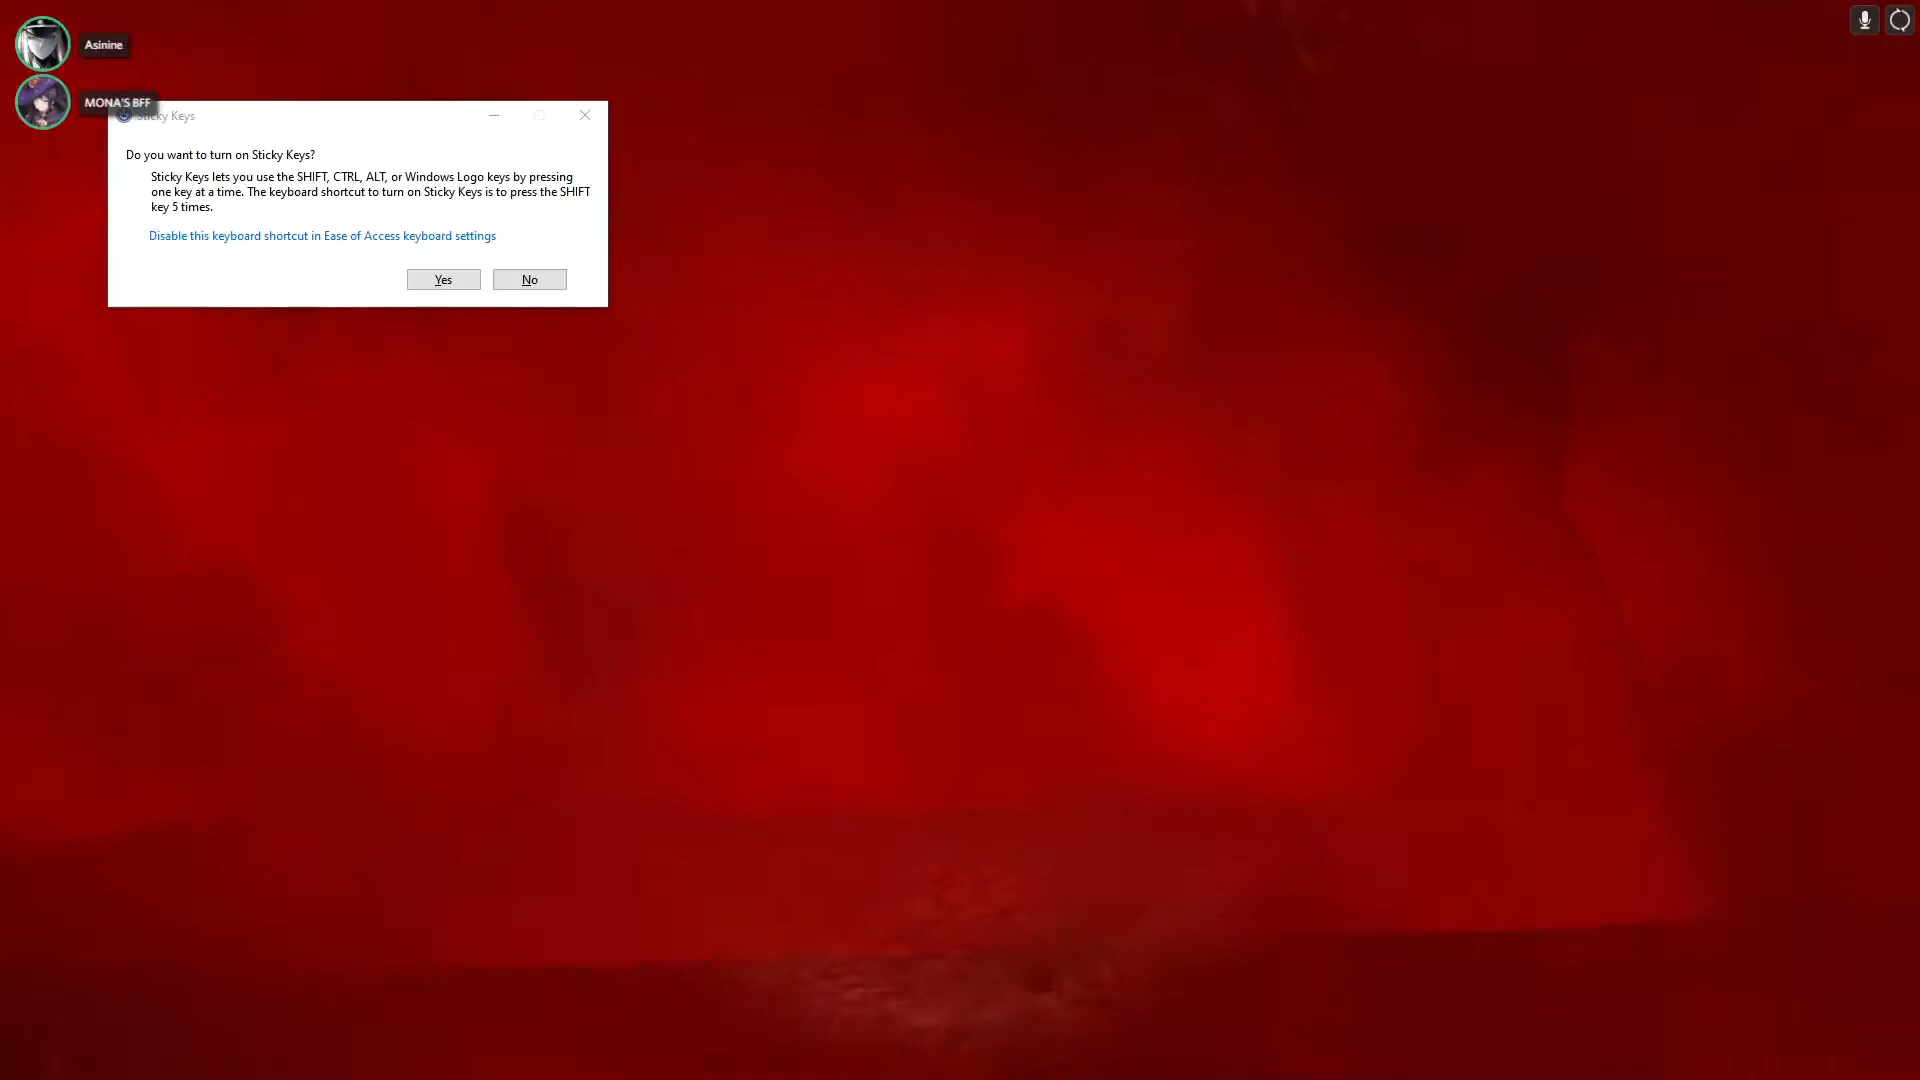 Asinine
MONA'S BFF
Sticky Keys
Do you want to turn on Sticky Keys?
Sticky Keys lets you use the SHIFT, CTRL, ALT, or Windows Logo keys by pressing
one key at a time. The keyboard shortcut to turn on Sticky Keys is to press the SHIFT
key 5 times.
Disable this keyboard shortcut in Ease of Access keyboard settings
Yes No